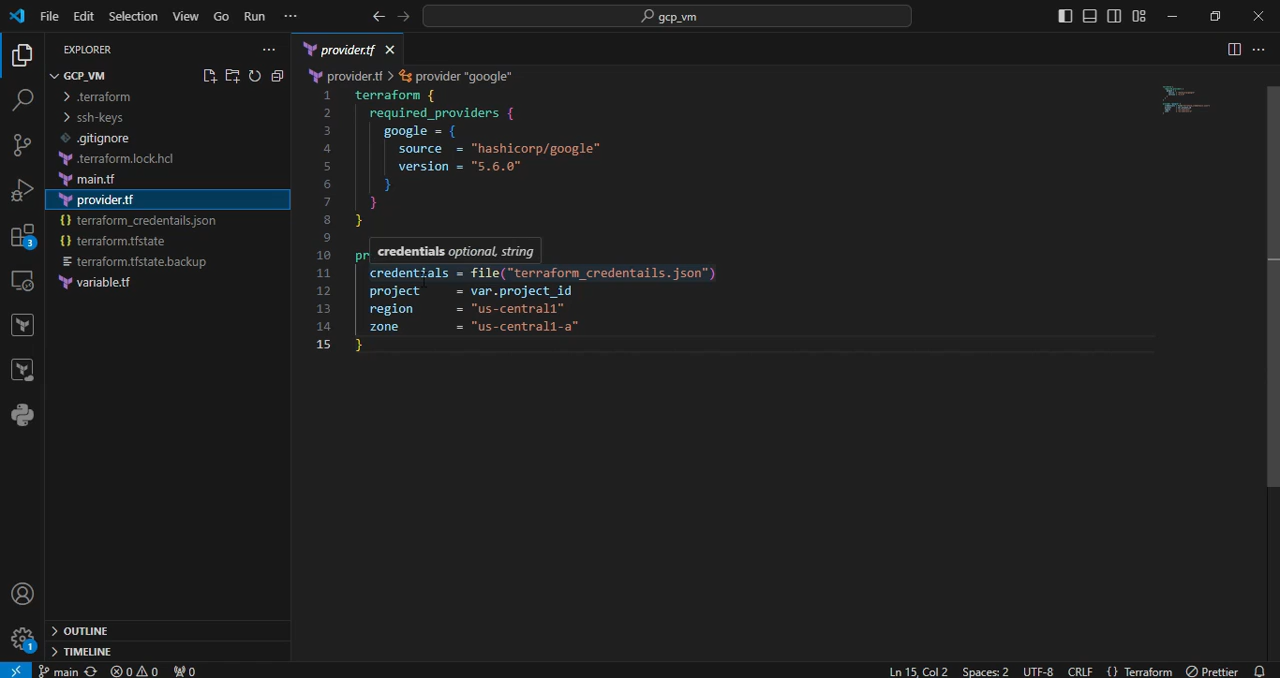 File Edit Selection View Go Run ···
gcp_vm
EXPLORER ···
GCP_VM
.terraform
ssh-keys
.gitignore
.terraform.lock.hcl
main.tf
provider.tf
terraform_credentails.json
terraform.tfstate
terraform.tfstate.backup
variable.tf
OUTLINE
TIMELINE
3
1
provider.tf
provider.tf > provider "google"
1 terraform {
2 required_providers {
3 google = {
4 source = "hashicorp/google"
5 version = "5.6.0"
6 }
7 }
8 }
9
credentials optional, string
10 pr
11 credentials = file("terraform_credentails.json")
12 project = var.project_id
13 region = "us-central1"
14 zone = "us-central1-a"
15 }
main 0 0 0 Ln 15, Col 2 Spaces: 2 UTF-8 CRLF {} Terraform Prettier